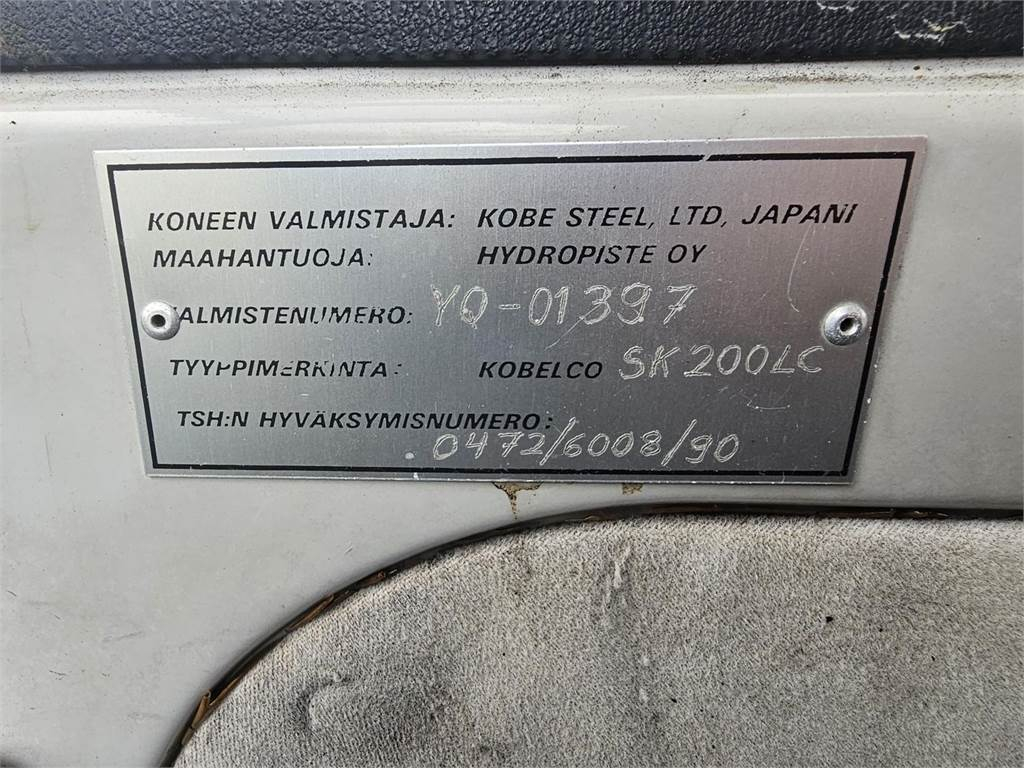 KONEEN VALMISTAJA: KOBE STEEL, LTD, JAPANI
MAAHANTUOJA: HYDROPISTE OY
VALMISTENUMERO: YQ-01397
TYYPPIMERKINTA: KOBELCO SK200LC
TSH:N HYVÄKSYMISNUMERO:
0472/6008/90